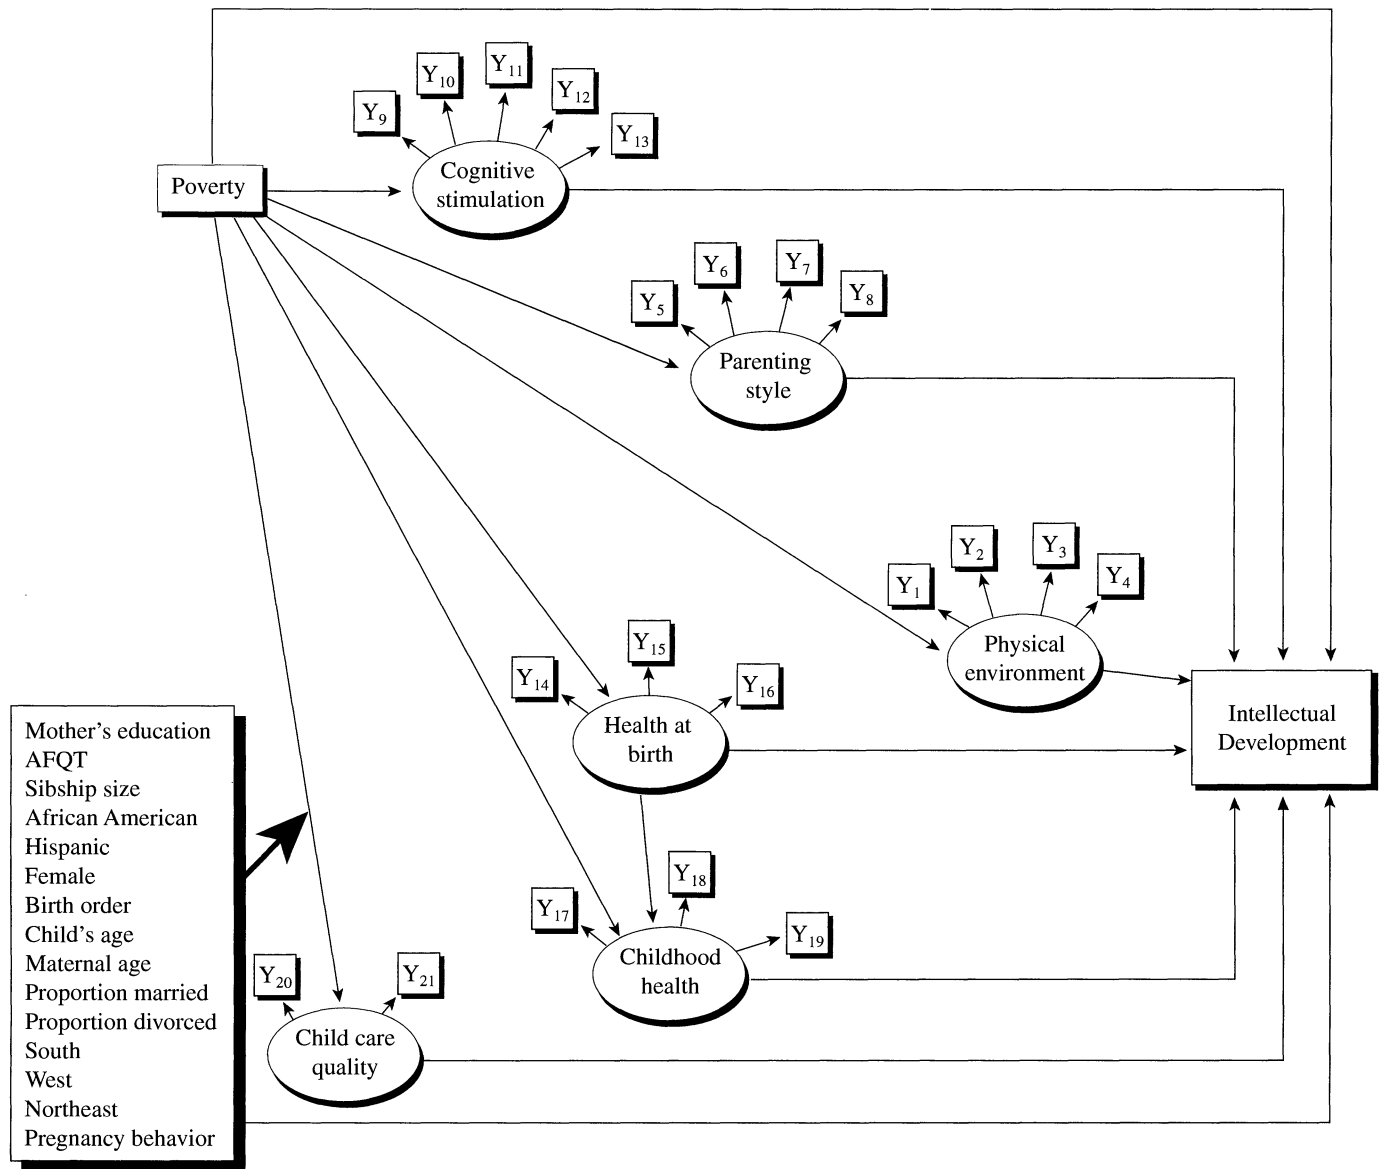 Y10
Y11
Y12
Y9
Y13
Poverty
Cognitive
stimulation
Y6
Y7
Y5
Y8
Parenting
style
Y2
Y3
Y1
Y4
Physical
environment
Y15
Y14
Y16
Health at
birth
Intellectual
Development
Mother's education
AFQT
Sibship size
African American
Hispanic
Female
Birth order
Child's age
Maternal age
Proportion married
Proportion divorced
South
West
Northeast
Pregnancy behavior
Y18
Y17
Y19
Childhood
health
Y20
Y21
Child care
quality